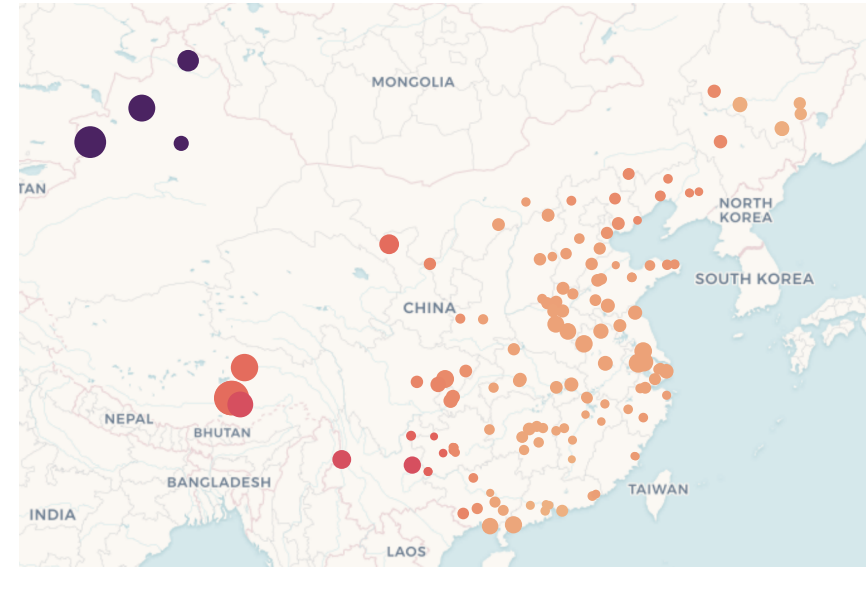 MONGOLIA
TAN
NORTH
KOREA
SOUTH KOREA
CHINA
NEPAL
BHUTAN
BANGLADESH
TAIWAN
INDIA
LAOS